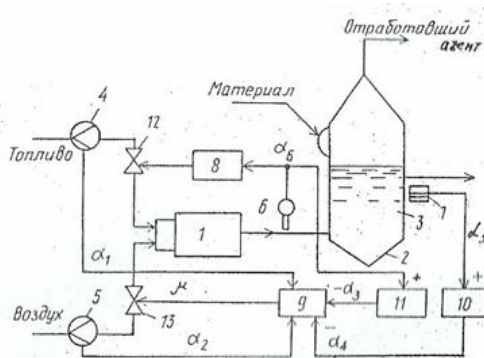 Отработавший
агент
Материал
4
12
Топливо
8
α6
6
7
3
1
2
α1
α5
+
+
5
μ
9
-α3
11
10
Воздух
13
α2
-
α4